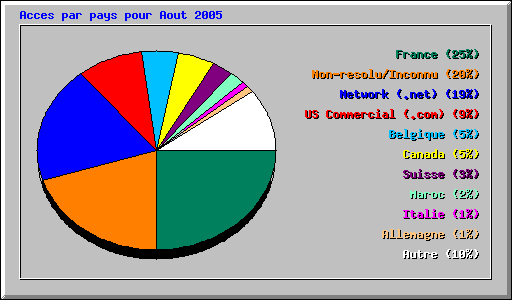 Acces par pays pour Aout 2005
France (25%)
Non-resolu/Inconnu (20%)
Network (.net) (19%)
US Commercial (.com) (9%)
Belgique (5%)
Canada (5%)
Suisse (3%)
Maroc (2%)
Italie (1%)
Allemagne (1%)
Autre (10%)